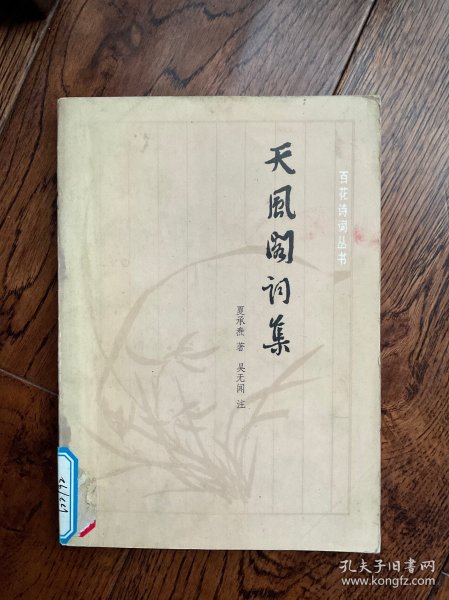 百花诗词丛书
天風阁词集
夏承焘 著 吴无闻 注
孔夫子旧书网
www.kongfz.com